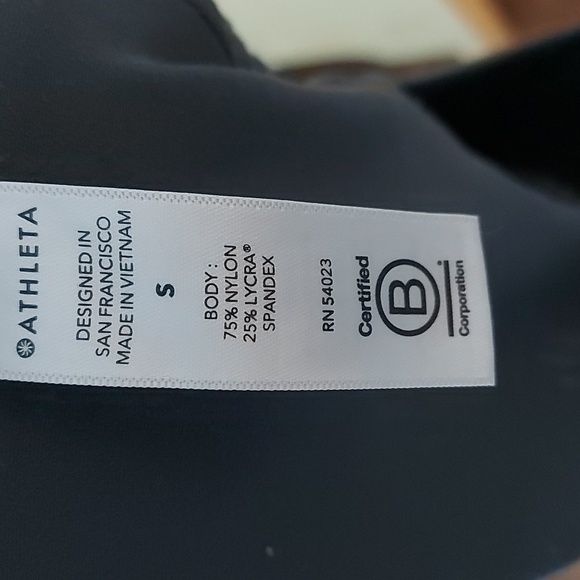 ATHLETA
DESIGNED IN
SAN FRANCISCO
MADE IN VIETNAM
S
BODY :
75% NYLON
25% LYCRA®
SPANDEX
RN 54023
Certified
B
Corporation